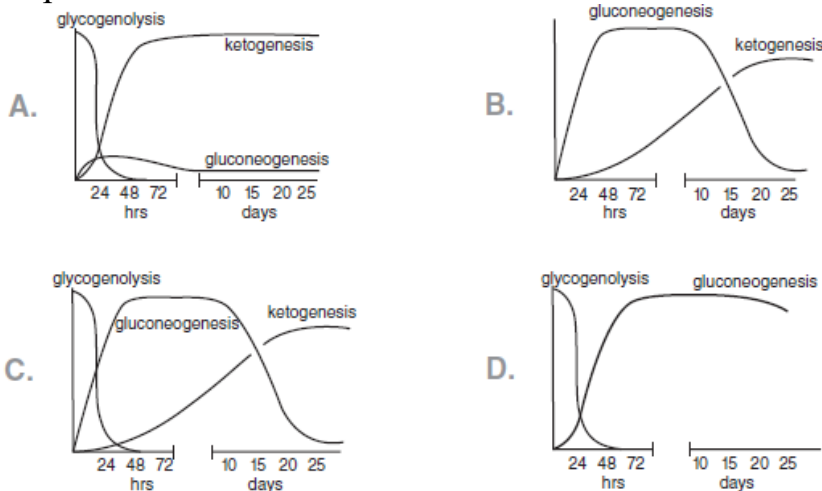 glycogenolysis
ketogenesis
gluconeogenesis
A.
24 48 72
hrs
10 15 20 25
days
gluconeogenesis
ketogenesis
B.
24 48 72
hrs
10 15 20 25
days
glycogenolysis
gluconeogenesis
ketogenesis
C.
24 48 72
hrs
10 15 20 25
days
glycogenolysis
gluconeogenesis
D.
24 48 72
hrs
10 15 20 25
days